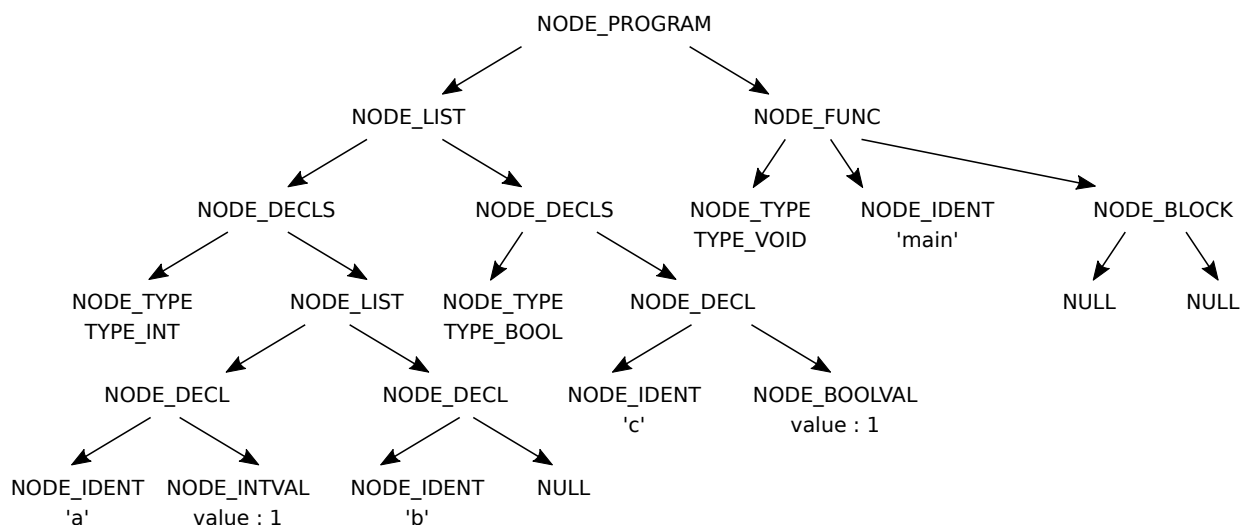 NODE_PROGRAM
NODE_LIST NODE_FUNC
NODE_DECLS NODE_DECLS NODE_TYPE NODE_IDENT NODE_BLOCK
TYPE_VOID 'main'
NODE_TYPE NODE_LIST NODE_TYPE NODE_DECL NULL NULL
TYPE_INT TYPE_BOOL
NODE_DECL NODE_DECL NODE_IDENT NODE_BOOLVAL
'c' value : 1
NODE_IDENT NODE_INTVAL NODE_IDENT NULL
'a' value : 1 'b'